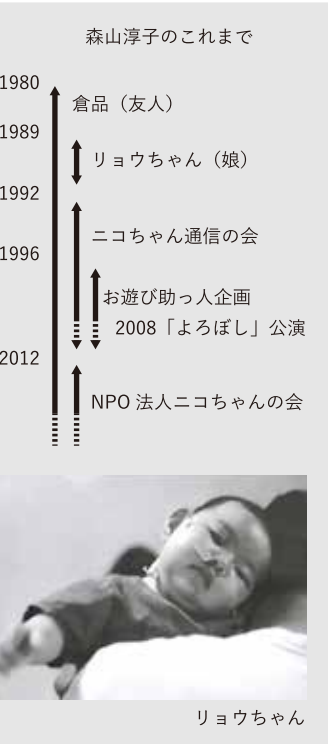 森山淳子のこれまで
1980
倉品（友人）
1989
リョウちゃん（娘）
1992
ニコちゃん通信の会
1996
お遊び助っ人企画
2008「よろぼし」公演
2012
NPO 法人ニコちゃんの会
リョウちゃん